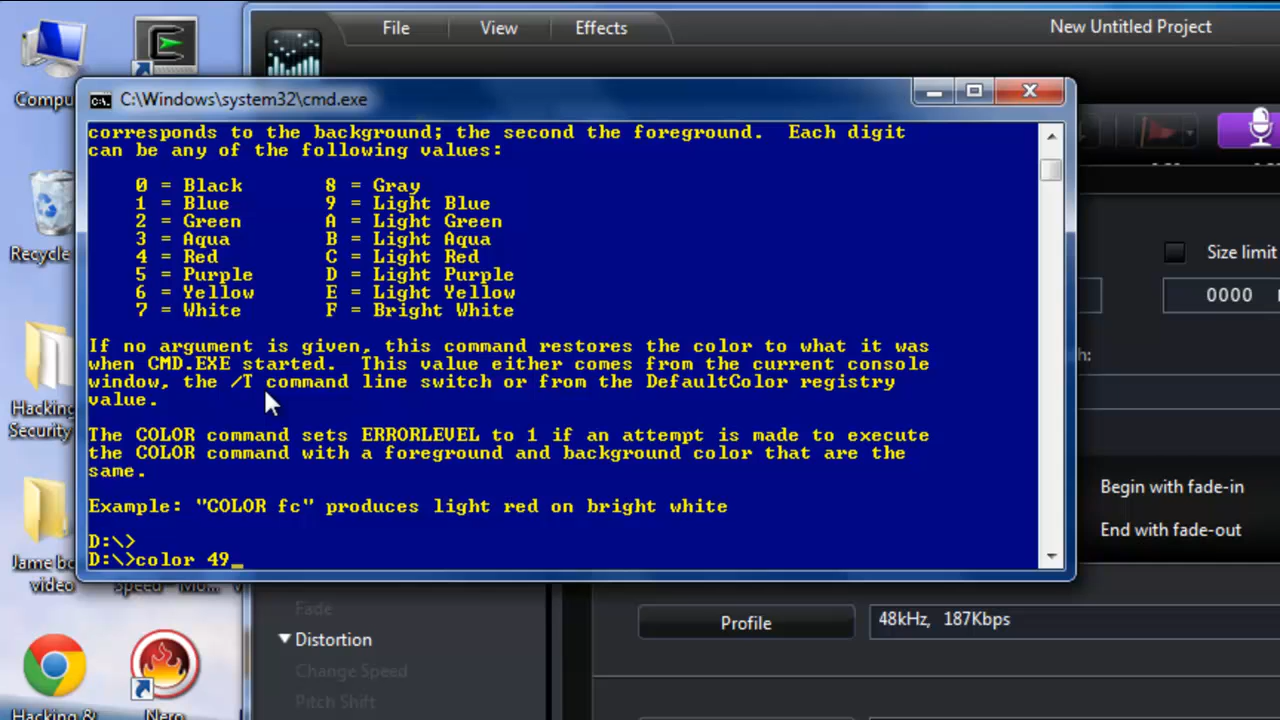 File View Effects New Untitled Project
Compu
C:\Windows\system32\cmd.exe
corresponds to the background; the second the foreground.  Each digit
can be any of the following values:
0 = Black 8 = Gray
1 = Blue 9 = Light Blue
2 = Green A = Light Green
3 = Aqua B = Light Aqua
4 = Red C = Light Red
5 = Purple D = Light Purple
6 = Yellow E = Light Yellow
7 = White F = Bright White
If no argument is given, this command restores the color to what it was
when CMD.EXE started.  This value either comes from the current console
window, the /T command line switch or from the DefaultColor registry
value.
The COLOR command sets ERRORLEVEL to 1 if an attempt is made to execute
the COLOR command with a foreground and background color that are the
same.
Example: "COLOR fc" produces light red on bright white
D:\>
D:\>color 49_
Recycle
Hacking
Security
Jame bo
video
Hacking &
Nero
Size limit
0000
h:
Begin with fade-in
End with fade-out
Fade
Distortion
Change Speed
Pitch Shift
Profile 48kHz, 187Kbps